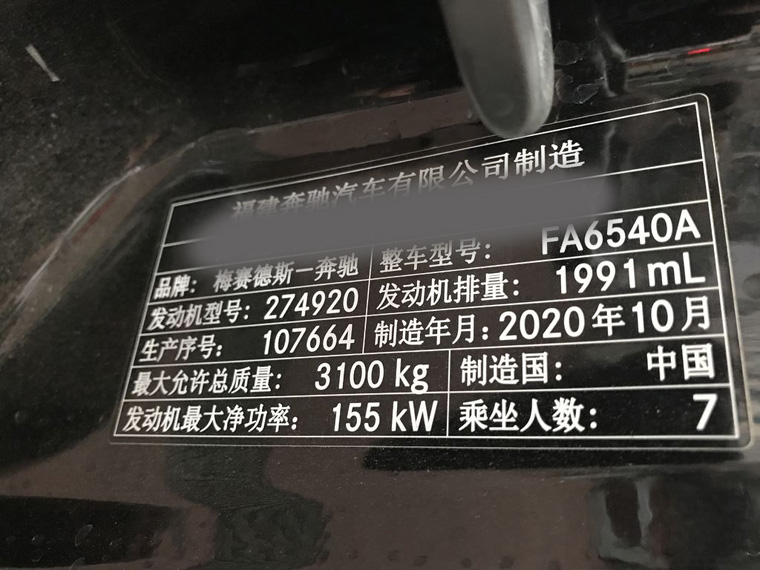 福建奔驰汽车有限公司制造
品牌：梅赛德斯－奔驰 整车型号：FA6540A
发动机型号：274920 发动机排量：1991mL
生产序号：107664 制造年月：2020年10月
最大允许总质量：3100 kg 制造国：中国
发动机最大净功率：155 kW 乘坐人数：7